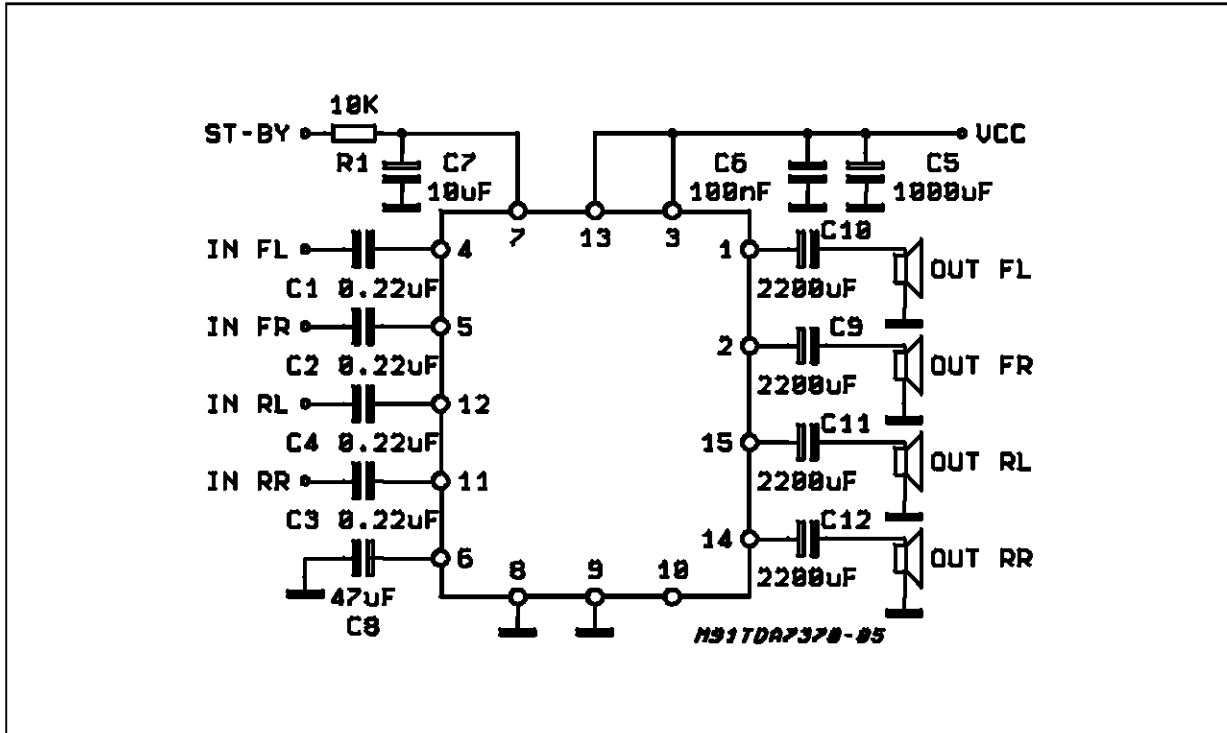 10K
ST-BY
R1
C7
10uF
C6
100nF
C5
1000uF
VCC
7
13
3
IN FL
4
C1 0.22uF
IN FR
5
C2 0.22uF
IN RL
12
C4 0.22uF
IN RR
11
C3 0.22uF
6
47uF
C8
8
9
10
1
C10
2200uF
OUT FL
2
C9
2200uF
OUT FR
15
C11
2200uF
OUT RL
14
C12
2200uF
OUT RR
M91TDA7370-05